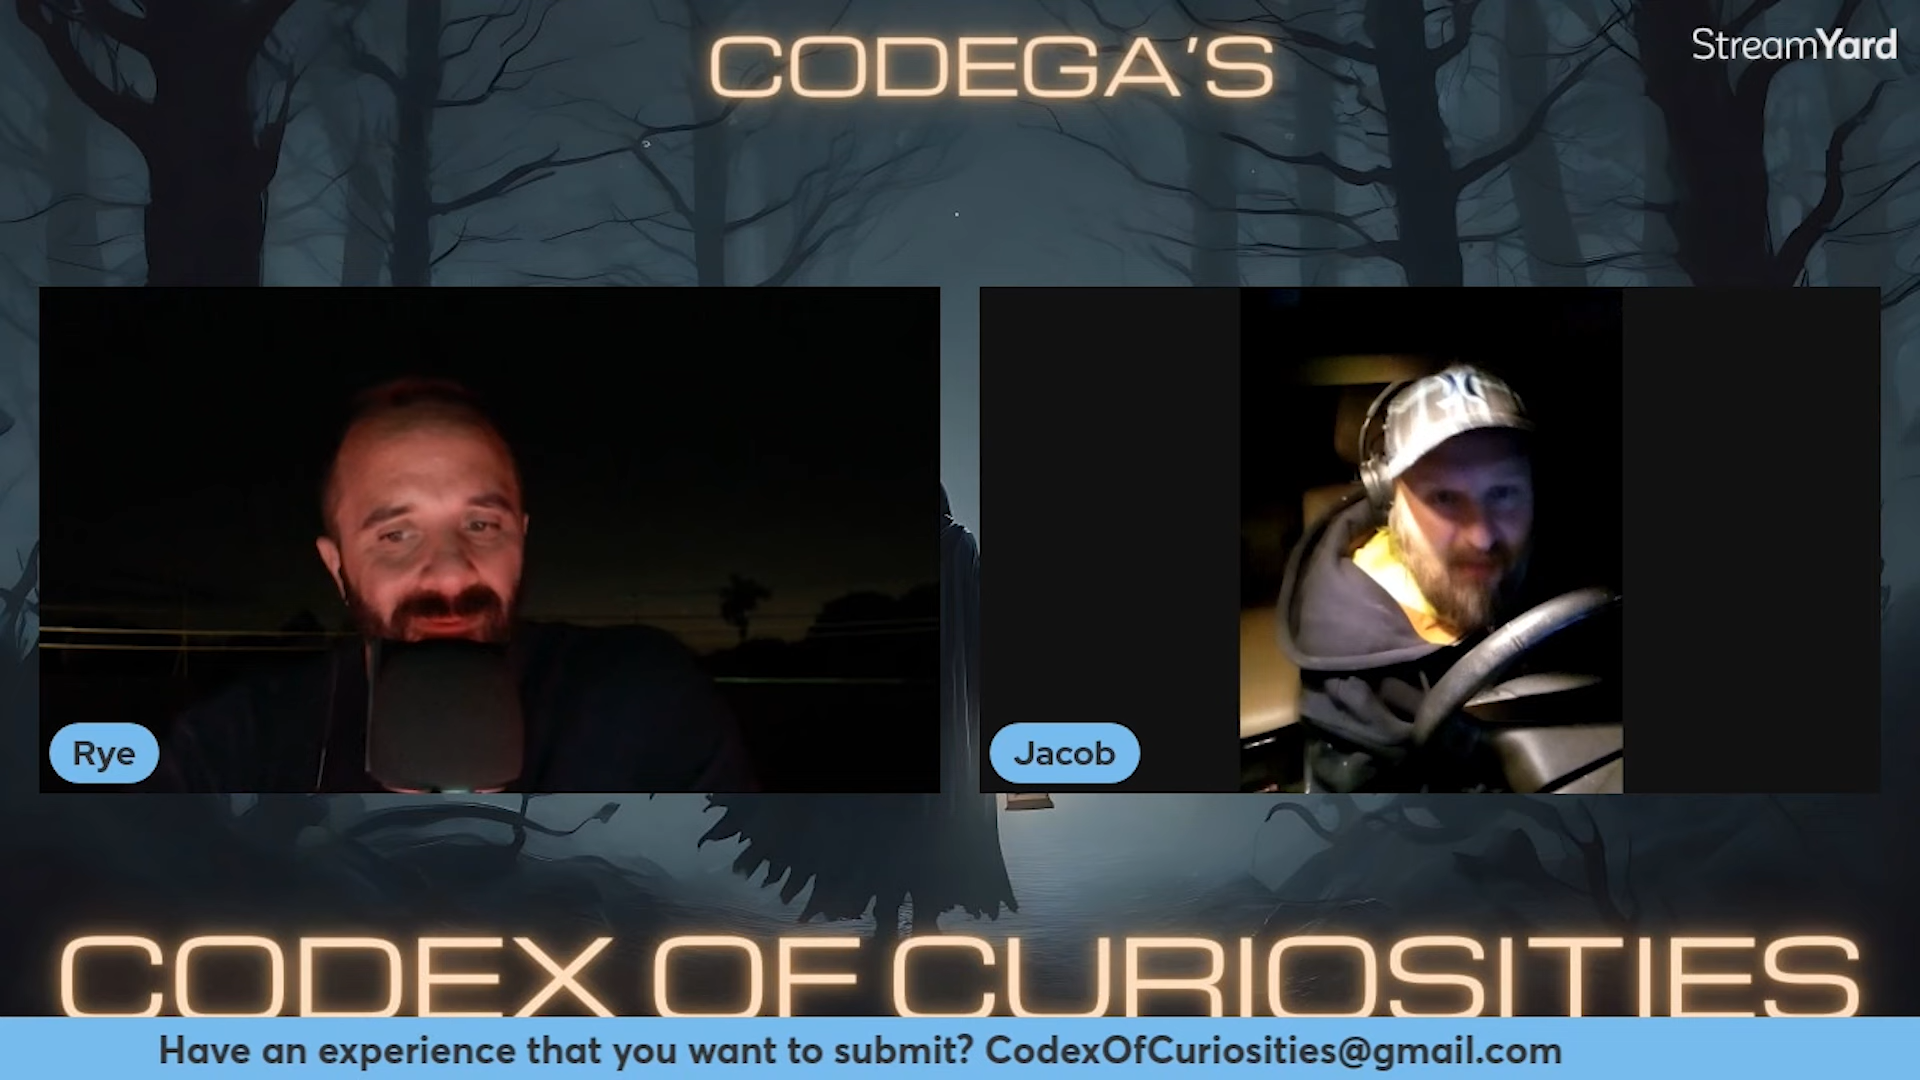 CODEGA'S
StreamYard
Rye
Jacob
CODEX OF CURIOSITIES
Have an experience that you want to submit? CodexOfCuriosities@gmail.com